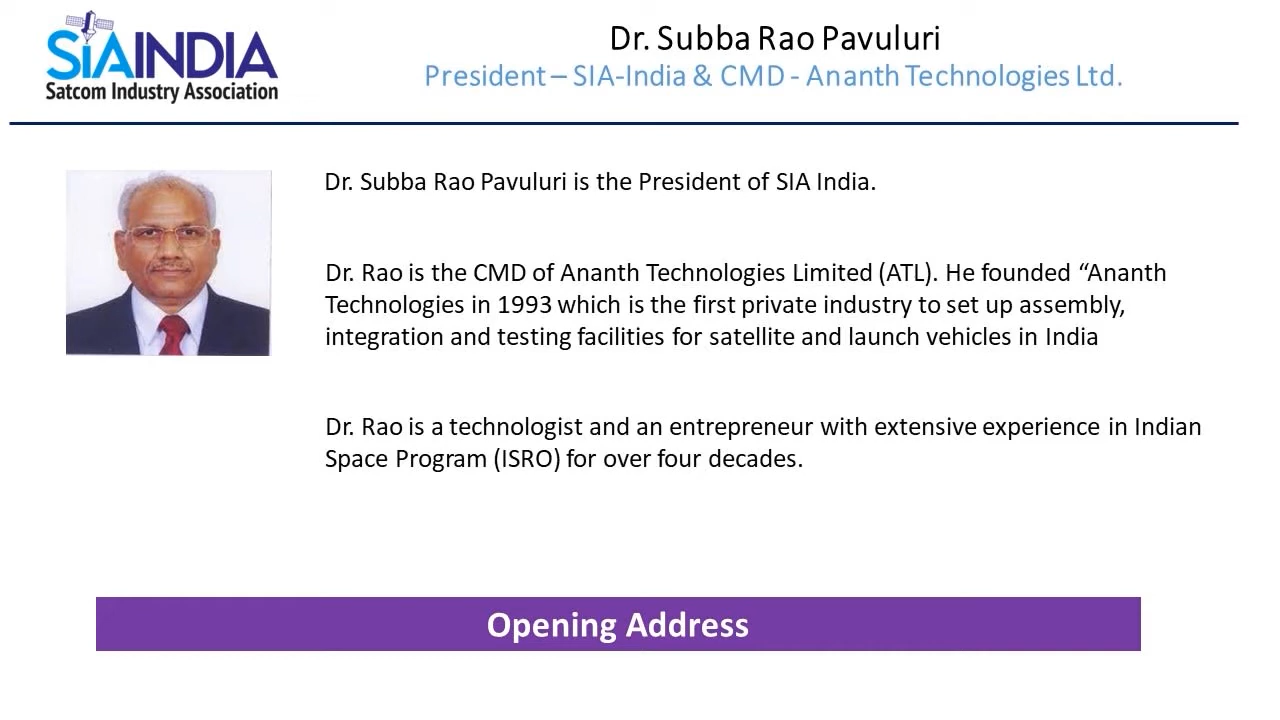 SiAINDIA
Satcom Industry Association
Dr. Subba Rao Pavuluri
President – SIA-India & CMD - Ananth Technologies Ltd.
Dr. Subba Rao Pavuluri is the President of SIA India.
Dr. Rao is the CMD of Ananth Technologies Limited (ATL). He founded “Ananth
Technologies in 1993 which is the first private industry to set up assembly,
integration and testing facilities for satellite and launch vehicles in India
Dr. Rao is a technologist and an entrepreneur with extensive experience in Indian
Space Program (ISRO) for over four decades.
Opening Address